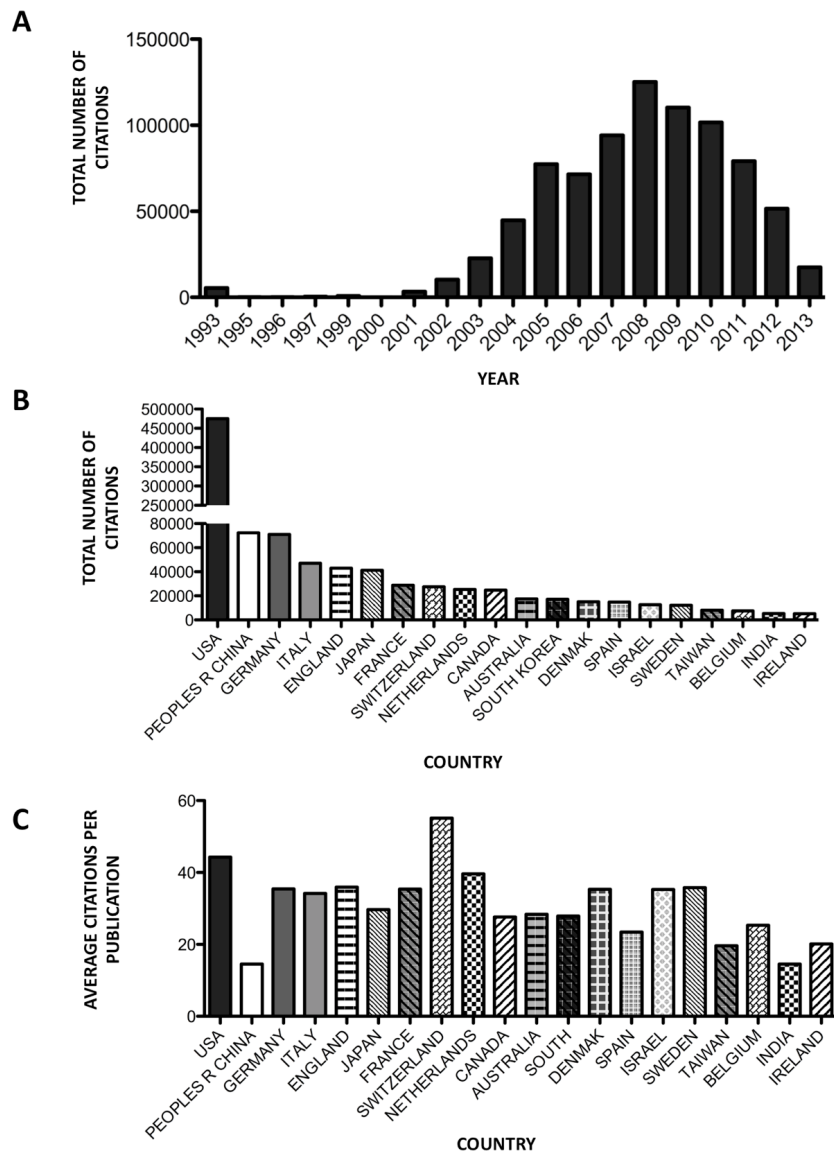 A
TOTAL NUMBER OF
CITATIONS
150000
100000
50000
0
1993
1995
1996
1997
1999
2000
2001
2002
2003
2004
2005
2006
2007
2008
2009
2010
2011
2012
2013
YEAR
B
TOTAL NUMBER OF
CITATIONS
500000
450000
400000
350000
300000
250000
80000
60000
40000
20000
0
USA
PEOPLES R CHINA
GERMANY
ITALY
ENGLAND
JAPAN
FRANCE
SWITZERLAND
NETHERLANDS
CANADA
AUSTRALIA
SOUTH KOREA
DENMAK
SPAIN
ISRAEL
SWEDEN
TAIWAN
BELGIUM
INDIA
IRELAND
COUNTRY
C
AVERAGE CITATIONS PER
PUBLICATION
60
40
20
0
USA
PEOPLES R CHINA
GERMANY
ITALY
ENGLAND
JAPAN
FRANCE
SWITZERLAND
NETHERLANDS
CANADA
AUSTRALIA
SOUTH
DENMAK
SPAIN
ISRAEL
SWEDEN
TAIWAN
BELGIUM
INDIA
IRELAND
COUNTRY